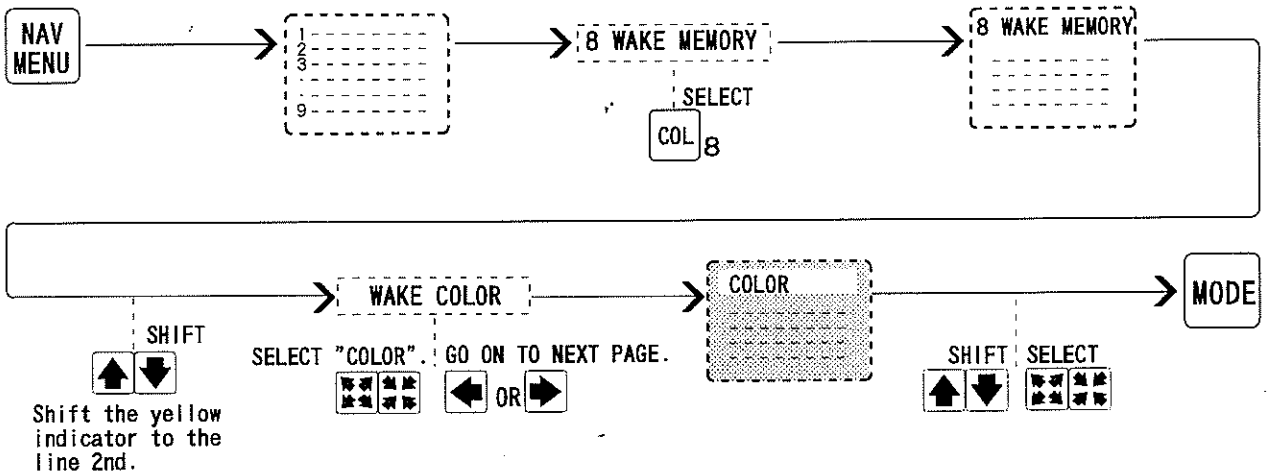 NAV
MENU
1
2
3
9
8 WAKE MEMORY
SELECT
COL 8
8 WAKE MEMORY
SHIFT
Shift the yellow
indicator to the
line 2nd.
WAKE COLOR
SELECT "COLOR". GO ON TO NEXT PAGE.
OR
COLOR
SHIFT SELECT
MODE